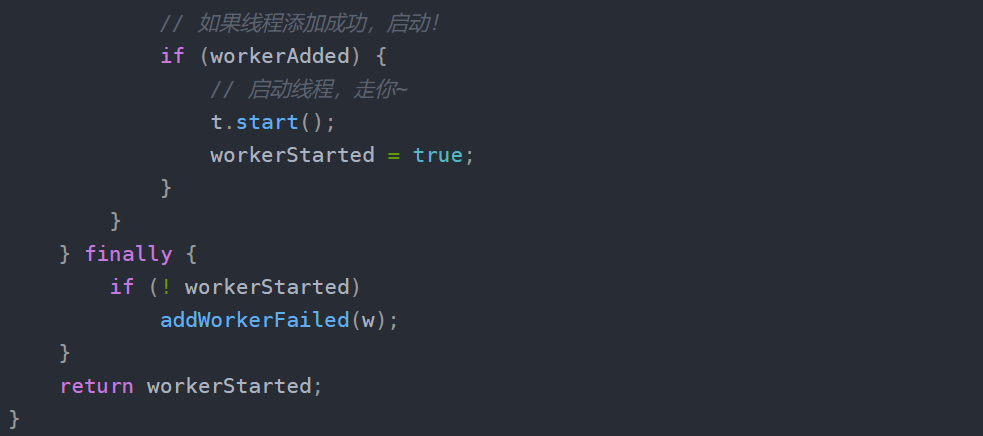 // 如果线程添加成功，启动！
if (workerAdded) {
// 启动线程，走你~
t.start();
workerStarted = true;
}
}
} finally {
if (! workerStarted)
addWorkerFailed(w);
}
return workerStarted;
}